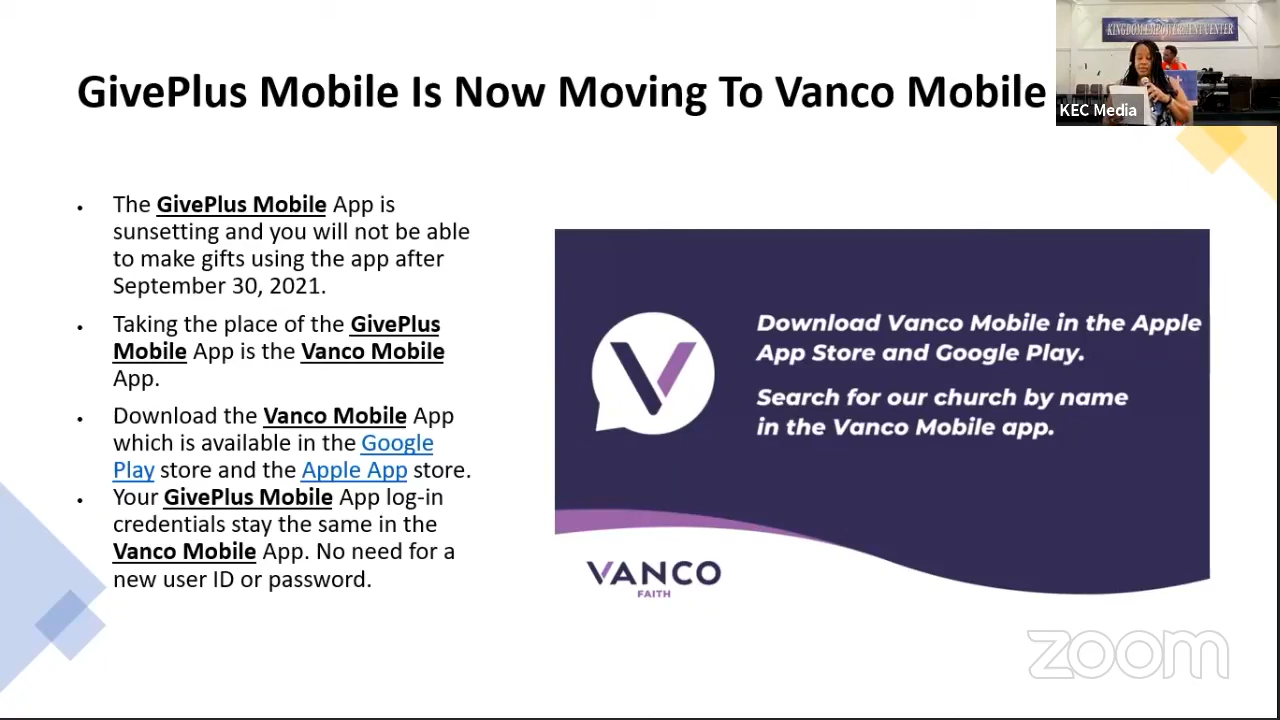 KINGDOM EMPOWERMENT CENTER
KEC Media
GivePlus Mobile Is Now Moving To Vanco Mobile
• The GivePlus Mobile App is
sunsetting and you will not be able
to make gifts using the app after
September 30, 2021.
• Taking the place of the GivePlus
Mobile App is the Vanco Mobile
App.
• Download the Vanco Mobile App
which is available in the Google
Play store and the Apple App store.
• Your GivePlus Mobile App log-in
credentials stay the same in the
Vanco Mobile App. No need for a
new user ID or password.
Download Vanco Mobile in the Apple
App Store and Google Play.
Search for our church by name
in the Vanco Mobile app.
VANCO
FAITH
zoom